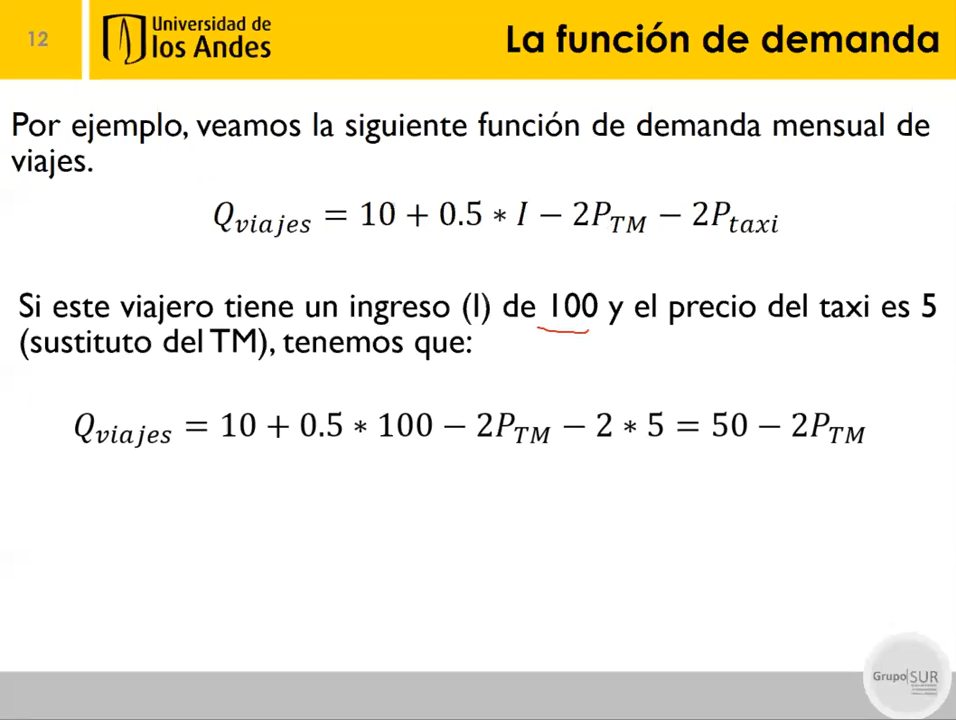 12
Universidad de
los Andes
La función de demanda
Por ejemplo, veamos la siguiente función de demanda mensual de
viajes.
Q_viajes = 10 + 0.5 * I − 2P_TM − 2P_taxi
Si este viajero tiene un ingreso (I) de 100 y el precio del taxi es 5
(sustituto del TM), tenemos que:
Q_viajes = 10 + 0.5 * 100 − 2P_TM − 2 * 5 = 50 − 2P_TM
Grupo|SUR